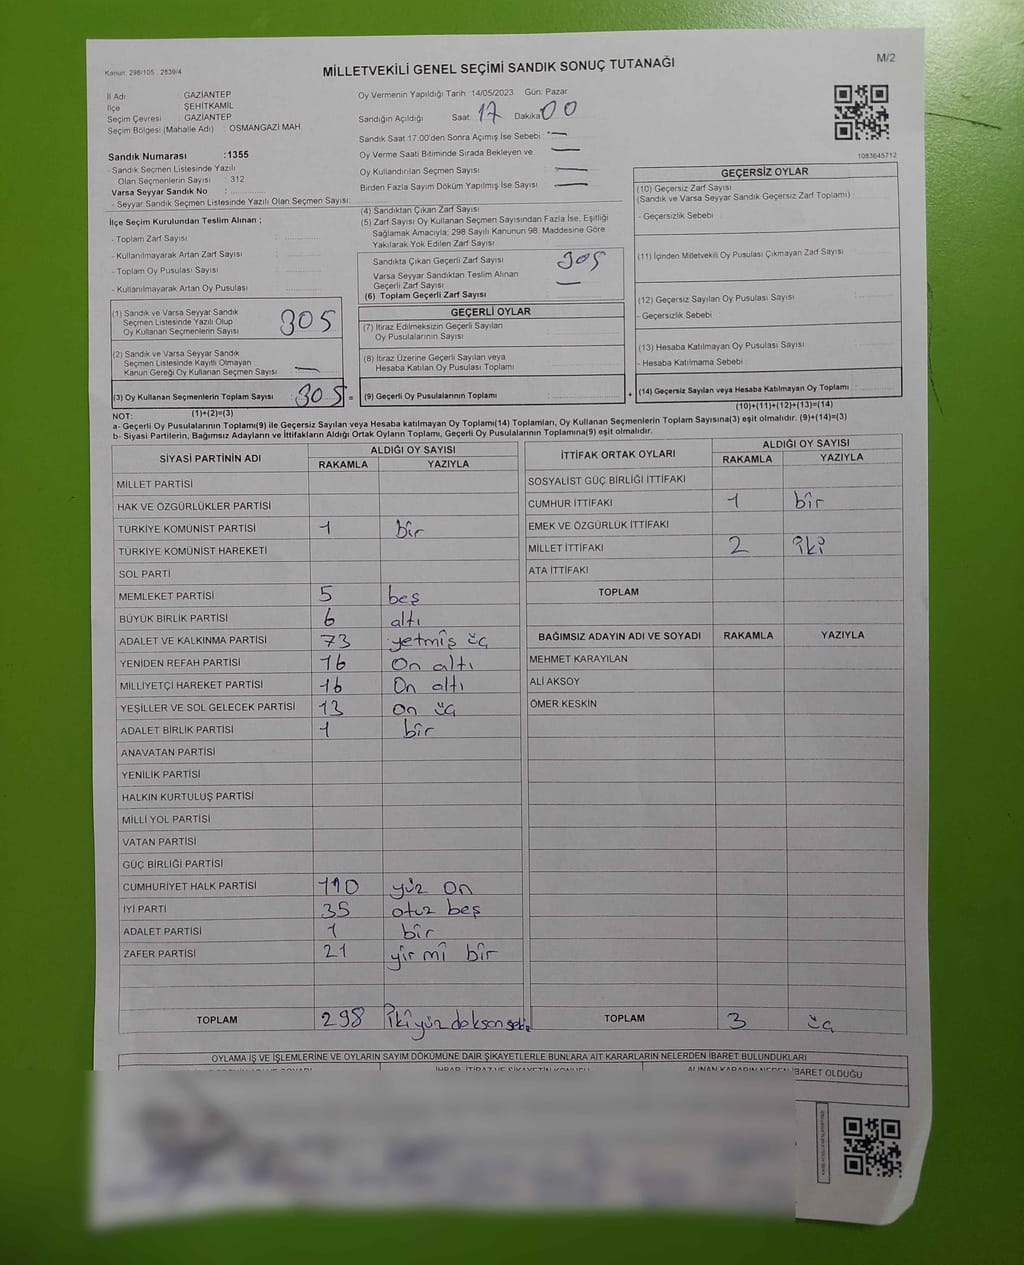 Kanun: 298/105 . 2839/4
MİLLETVEKİLİ GENEL SEÇİMİ SANDIK SONUÇ TUTANAĞI
M/2
İl Adı GAZİANTEP
İlçe ŞEHİTKAMİL
Seçim Çevresi : GAZİANTEP
Seçim Bölgesi (Mahalle Adı) : OSMANGAZİ MAH.
Sandık Numarası :1355
- Sandık Seçmen Listesinde Yazılı
Olan Seçmenlerin Sayısı : 312
Varsa Seyyar Sandık No :
- Seyyar Sandık Seçmen Listesinde Yazılı Olan Seçmen Sayısı:
Oy Vermenin Yapıldığı Tarih 14/05/2023 Gün: Pazar
Sandığın Açıldığı Saat: 17 Dakika 00
Sandık Saat 17:00'den Sonra Açımış İse Sebebi : —
Oy Verme Saati Bitiminde Sırada Bekleyen ve —
Oy Kullandırılan Seçmen Sayısı
Birden Fazla Sayım Döküm Yapılmış İse Sayısı —
1083645712
İlçe Seçim Kurulundan Teslim Alınan ;
- Toplam Zarf Sayısı
- Kullanılmayarak Artan Zarf Sayısı
- Toplam Oy Pusulası Sayısı
- Kullanılmayarak Artan Oy Pusulası
(4) Sandıktan Çıkan Zarf Sayısı
(5) Zarf Sayısı Oy Kullanan Seçmen Sayısından Fazla İse, Eşitliği
Sağlamak Amacıyla; 298 Sayılı Kanunun 98. Maddesine Göre
Yakılarak Yok Edilen Zarf Sayısı
Sandıkta Çıkan Geçerli Zarf Sayısı 305
Varsa Seyyar Sandıktan Teslim Alınan
Geçerli Zarf Sayısı —
(6) Toplam Geçerli Zarf Sayısı
GEÇERSİZ OYLAR
(10) Geçersiz Zarf Sayısı
(Sandık ve Varsa Seyyar Sandık Geçersiz Zarf Toplamı)
- Geçersizlik Sebebi :
(11) İçinden Milletvekili Oy Pusulası Çıkmayan Zarf Sayısı
(12) Geçersiz Sayılan Oy Pusulası Sayısı
- Geçersizlik Sebebi :
(13) Hesaba Katılmayan Oy Pusulası Sayısı
- Hesaba Katılmama Sebebi :
(14) Geçersiz Sayılan veya Hesaba Katılmayan Oy Toplamı :
(1) Sandık ve Varsa Seyyar Sandık
Seçmen Listesinde Yazılı Olup
Oy Kullanan Seçmenlerin Sayısı 305
(2) Sandık ve Varsa Seyyar Sandık
Seçmen Listesinde Kayıtlı Olmayan
Kanun Gereği Oy Kullanan Seçmen Sayısı —
(3) Oy Kullanan Seçmenlerin Toplam Sayısı 305 =
GEÇERLİ OYLAR
(7) İtiraz Edilmeksizin Geçerli Sayılan
Oy Pusulalarının Sayısı
(8) İtiraz Üzerine Geçerli Sayılan veya
Hesaba Katılan Oy Pusulası Toplamı
(9) Geçerli Oy Pusulalarının Toplamı +
NOT: (1)+(2)=(3) (10)+(11)+(12)+(13)=(14)
a- Geçerli Oy Pusulalarının Toplamı(9) ile Geçersiz Sayılan veya Hesaba katılmayan Oy Toplamı(14) Toplamları, Oy Kullanan Seçmenlerin Toplam Sayısına(3) eşit olmalıdır. (9)+(14)=(3)
b- Siyasi Partilerin, Bağımsız Adayların ve İttifakların Aldığı Ortak Oyların Toplamı, Geçerli Oy Pusulalarının Toplamına(9) eşit olmalıdır.
SİYASİ PARTİNİN ADI ALDIĞI OY SAYISI
RAKAMLA YAZIYLA
MİLLET PARTİSİ
HAK VE ÖZGÜRLÜKLER PARTİSİ
TÜRKİYE KOMÜNİST PARTİSİ 1 bir
TÜRKİYE KOMÜNİST HAREKETİ
SOL PARTİ
MEMLEKET PARTİSİ 5 beş
BÜYÜK BİRLİK PARTİSİ 6 altı
ADALET VE KALKINMA PARTİSİ 73 yetmiş üç
YENİDEN REFAH PARTİSİ 16 On altı
MİLLİYETÇİ HAREKET PARTİSİ 16 On altı
YEŞİLLER VE SOL GELECEK PARTİSİ 13 on üç
ADALET BİRLİK PARTİSİ 1 bir
ANAVATAN PARTİSİ
YENİLİK PARTİSİ
HALKIN KURTULUŞ PARTİSİ
MİLLİ YOL PARTİSİ
VATAN PARTİSİ
GÜÇ BİRLİĞİ PARTİSİ
CUMHURİYET HALK PARTİSİ 110 yüz On
İYİ PARTİ 35 otuz beş
ADALET PARTİSİ 1 bir
ZAFER PARTİSİ 21 yirmi bir
TOPLAM 298 ikiyüz doksan sekiz
İTTİFAK ORTAK OYLARI ALDIĞI OY SAYISI
RAKAMLA YAZIYLA
SOSYALİST GÜÇ BİRLİĞİ İTTİFAKI
CUMHUR İTTİFAKI 1 bir
EMEK VE ÖZGÜRLÜK İTTİFAKI
MİLLET İTTİFAKI 2 iki
ATA İTTİFAKI
TOPLAM
BAĞIMSIZ ADAYIN ADI VE SOYADI RAKAMLA YAZIYLA
MEHMET KARAYILAN
ALİ AKSOY
ÖMER KESKİN
TOPLAM 3 üç
OYLAMA İŞ VE İŞLEMLERİNE VE OYLARIN SAYIM DÖKÜMÜNE DAİR ŞİKAYETLERLE BUNLARA AİT KARARLARIN NELERDEN İBARET BULUNDUKLARI
İHBAR, İTİRAZ VE ŞİKAYETİN KONUSU
ALINAN KARARIN NEDEN İBARET OLDUĞU